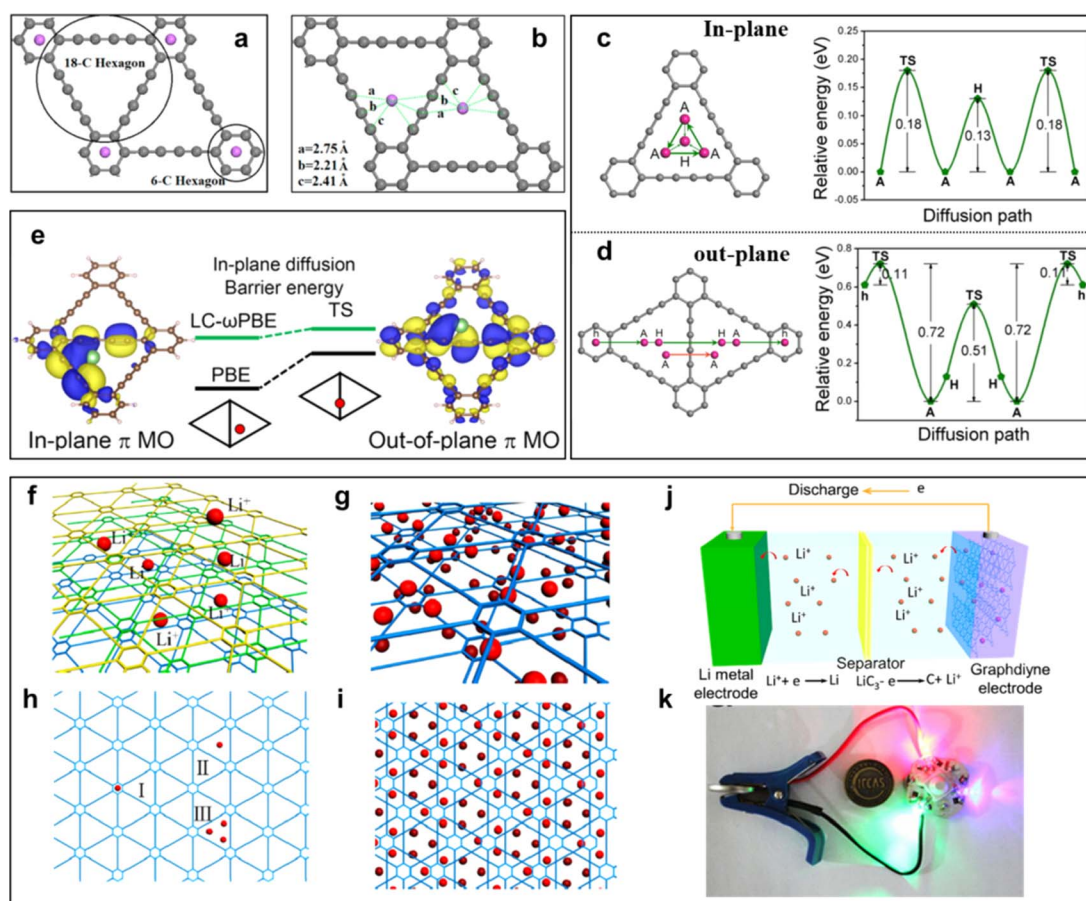 a
18-C Hexagon
6-C Hexagon
b
a
b
c
c
b
a
a=2.75 Å
b=2.21 Å
c=2.41 Å
c
In-plane
A
A
H
A
Relative energy (eV)
0.25
0.20
0.15
0.10
0.05
0.00
-0.05
TS
H
TS
0.18
0.13
0.18
A
A
A
A
Diffusion path
d
out-plane
h
A
H
H
A
h
A
A
Relative energy (eV)
0.8
0.6
0.4
0.2
0.0
TS
0.11
h
TS
TS
0.11
h
0.72
0.51
0.72
H
H
A
A
Diffusion path
e
In-plane diffusion
Barrier energy
LC-ωPBE
TS
PBE
In-plane π MO
Out-of-plane π MO
f
Li⁺
Li⁺
Li
Li
Li
Li⁺
g
h
I
II
III
i
j
Discharge
e
Li⁺
Li⁺
Li⁺
Li⁺
Li⁺
Li⁺
Li⁺
Li⁺
Li metal
electrode
Separator
Graphdiyne
electrode
Li⁺+ e → Li
LiC₃- e → C+ Li⁺
k
ICCAS